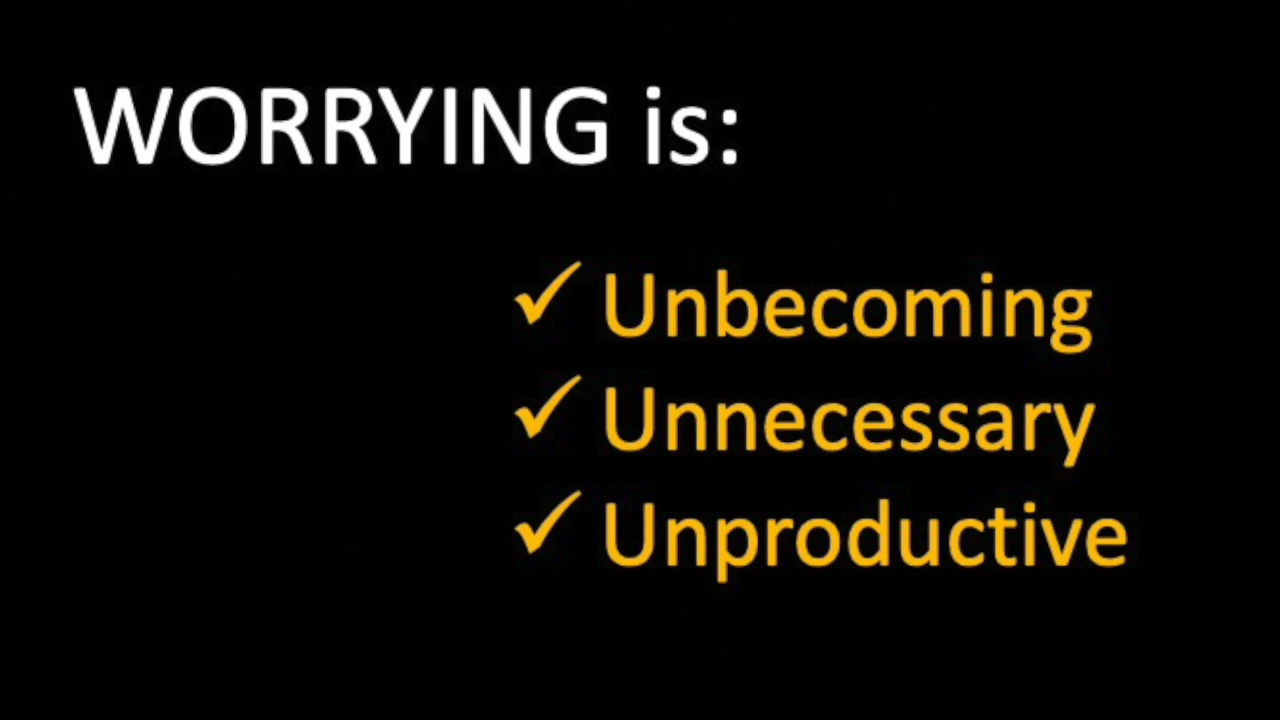 WORRYING is:
✓ Unbecoming
✓ Unnecessary
✓ Unproductive